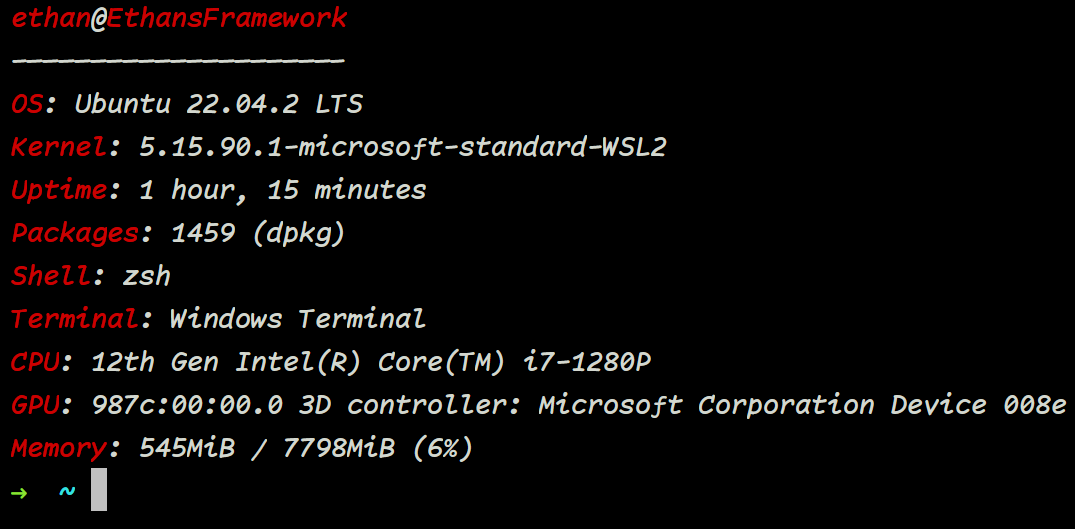 ethan@EthansFramework
---------------------
OS: Ubuntu 22.04.2 LTS
Kernel: 5.15.90.1-microsoft-standard-WSL2
Uptime: 1 hour, 15 minutes
Packages: 1459 (dpkg)
Shell: zsh
Terminal: Windows Terminal
CPU: 12th Gen Intel(R) Core(TM) i7-1280P
GPU: 987c:00:00.0 3D controller: Microsoft Corporation Device 008e
Memory: 545MiB / 7798MiB (6%)
→ ~